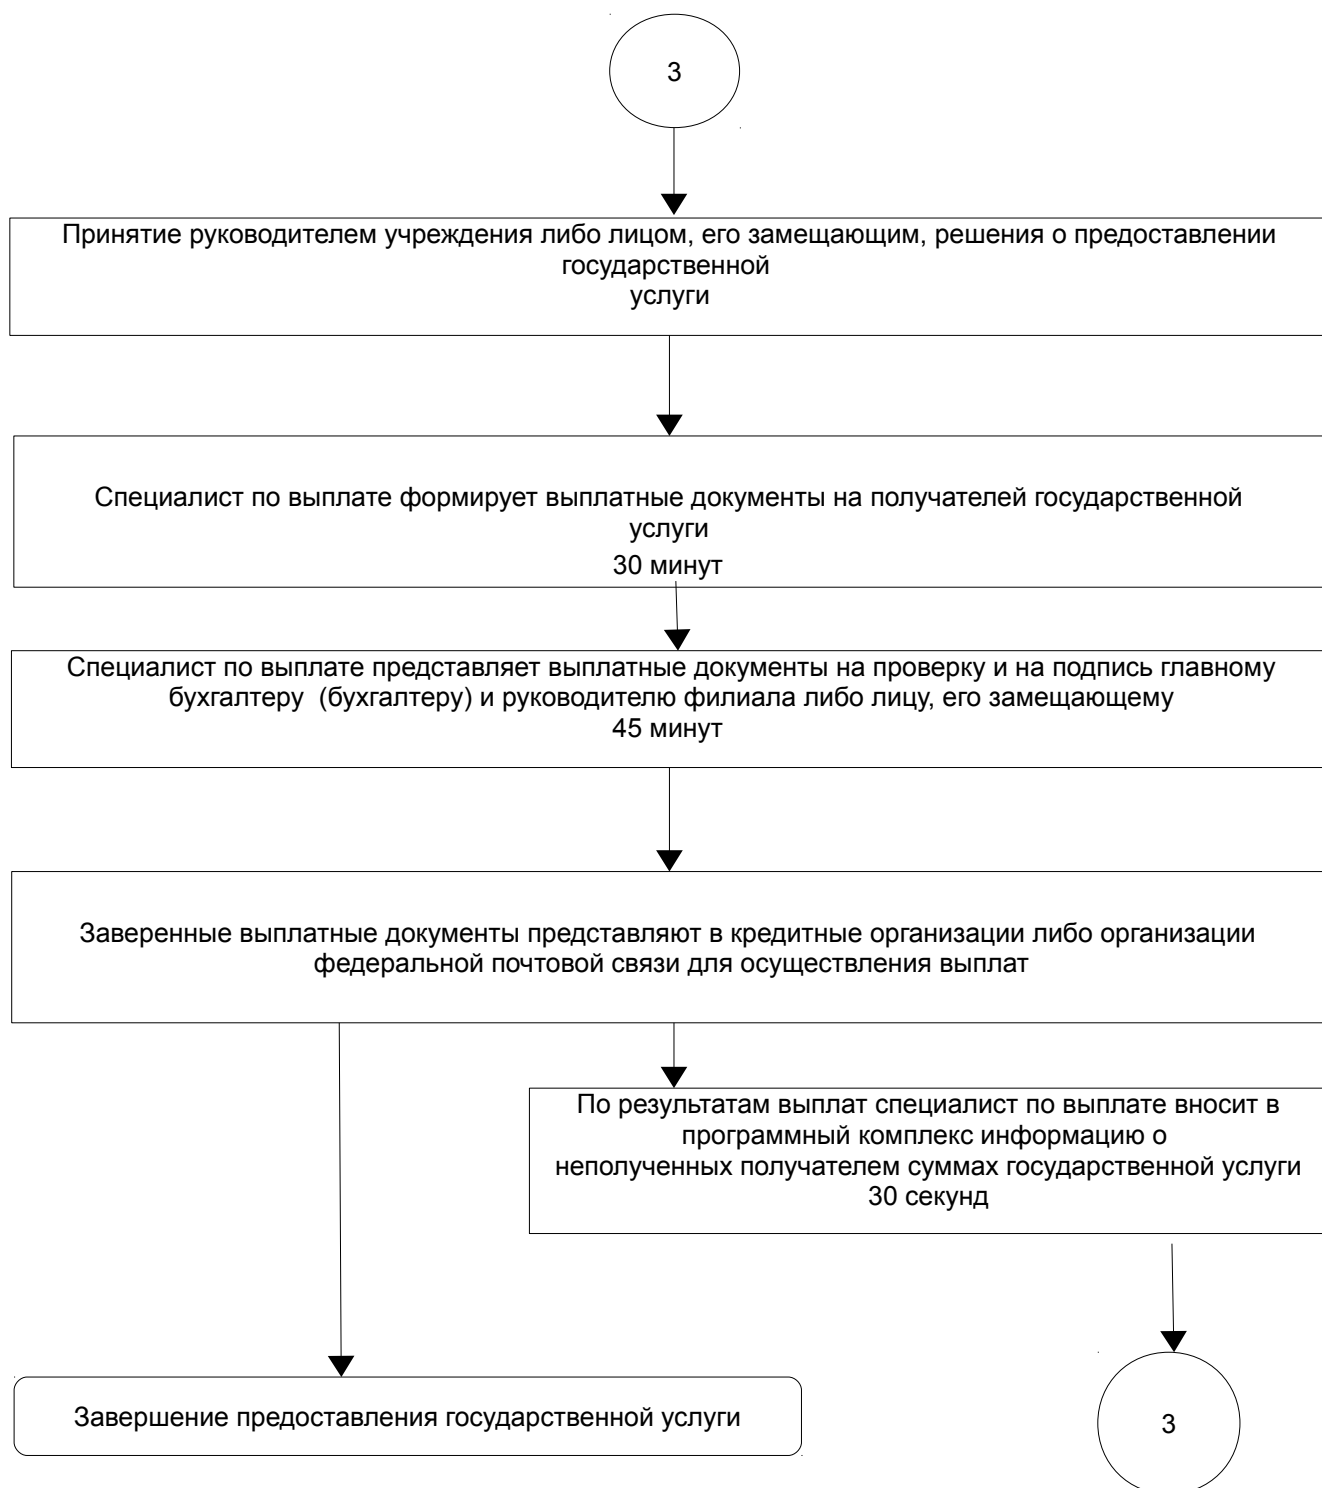 3
Принятие руководителем учреждения либо лицом, его замещающим, решения о предоставлении
государственной
услуги
Специалист по выплате формирует выплатные документы на получателей государственной
услуги
30 минут
Специалист по выплате представляет выплатные документы на проверку и на подпись главному
бухгалтеру (бухгалтеру) и руководителю филиала либо лицу, его замещающему
45 минут
Заверенные выплатные документы представляют в кредитные организации либо организации
федеральной почтовой связи для осуществления выплат
По результатам выплат специалист по выплате вносит в
программный комплекс информацию о
неполученных получателем суммах государственной услуги
30 секунд
Завершение предоставления государственной услуги
3